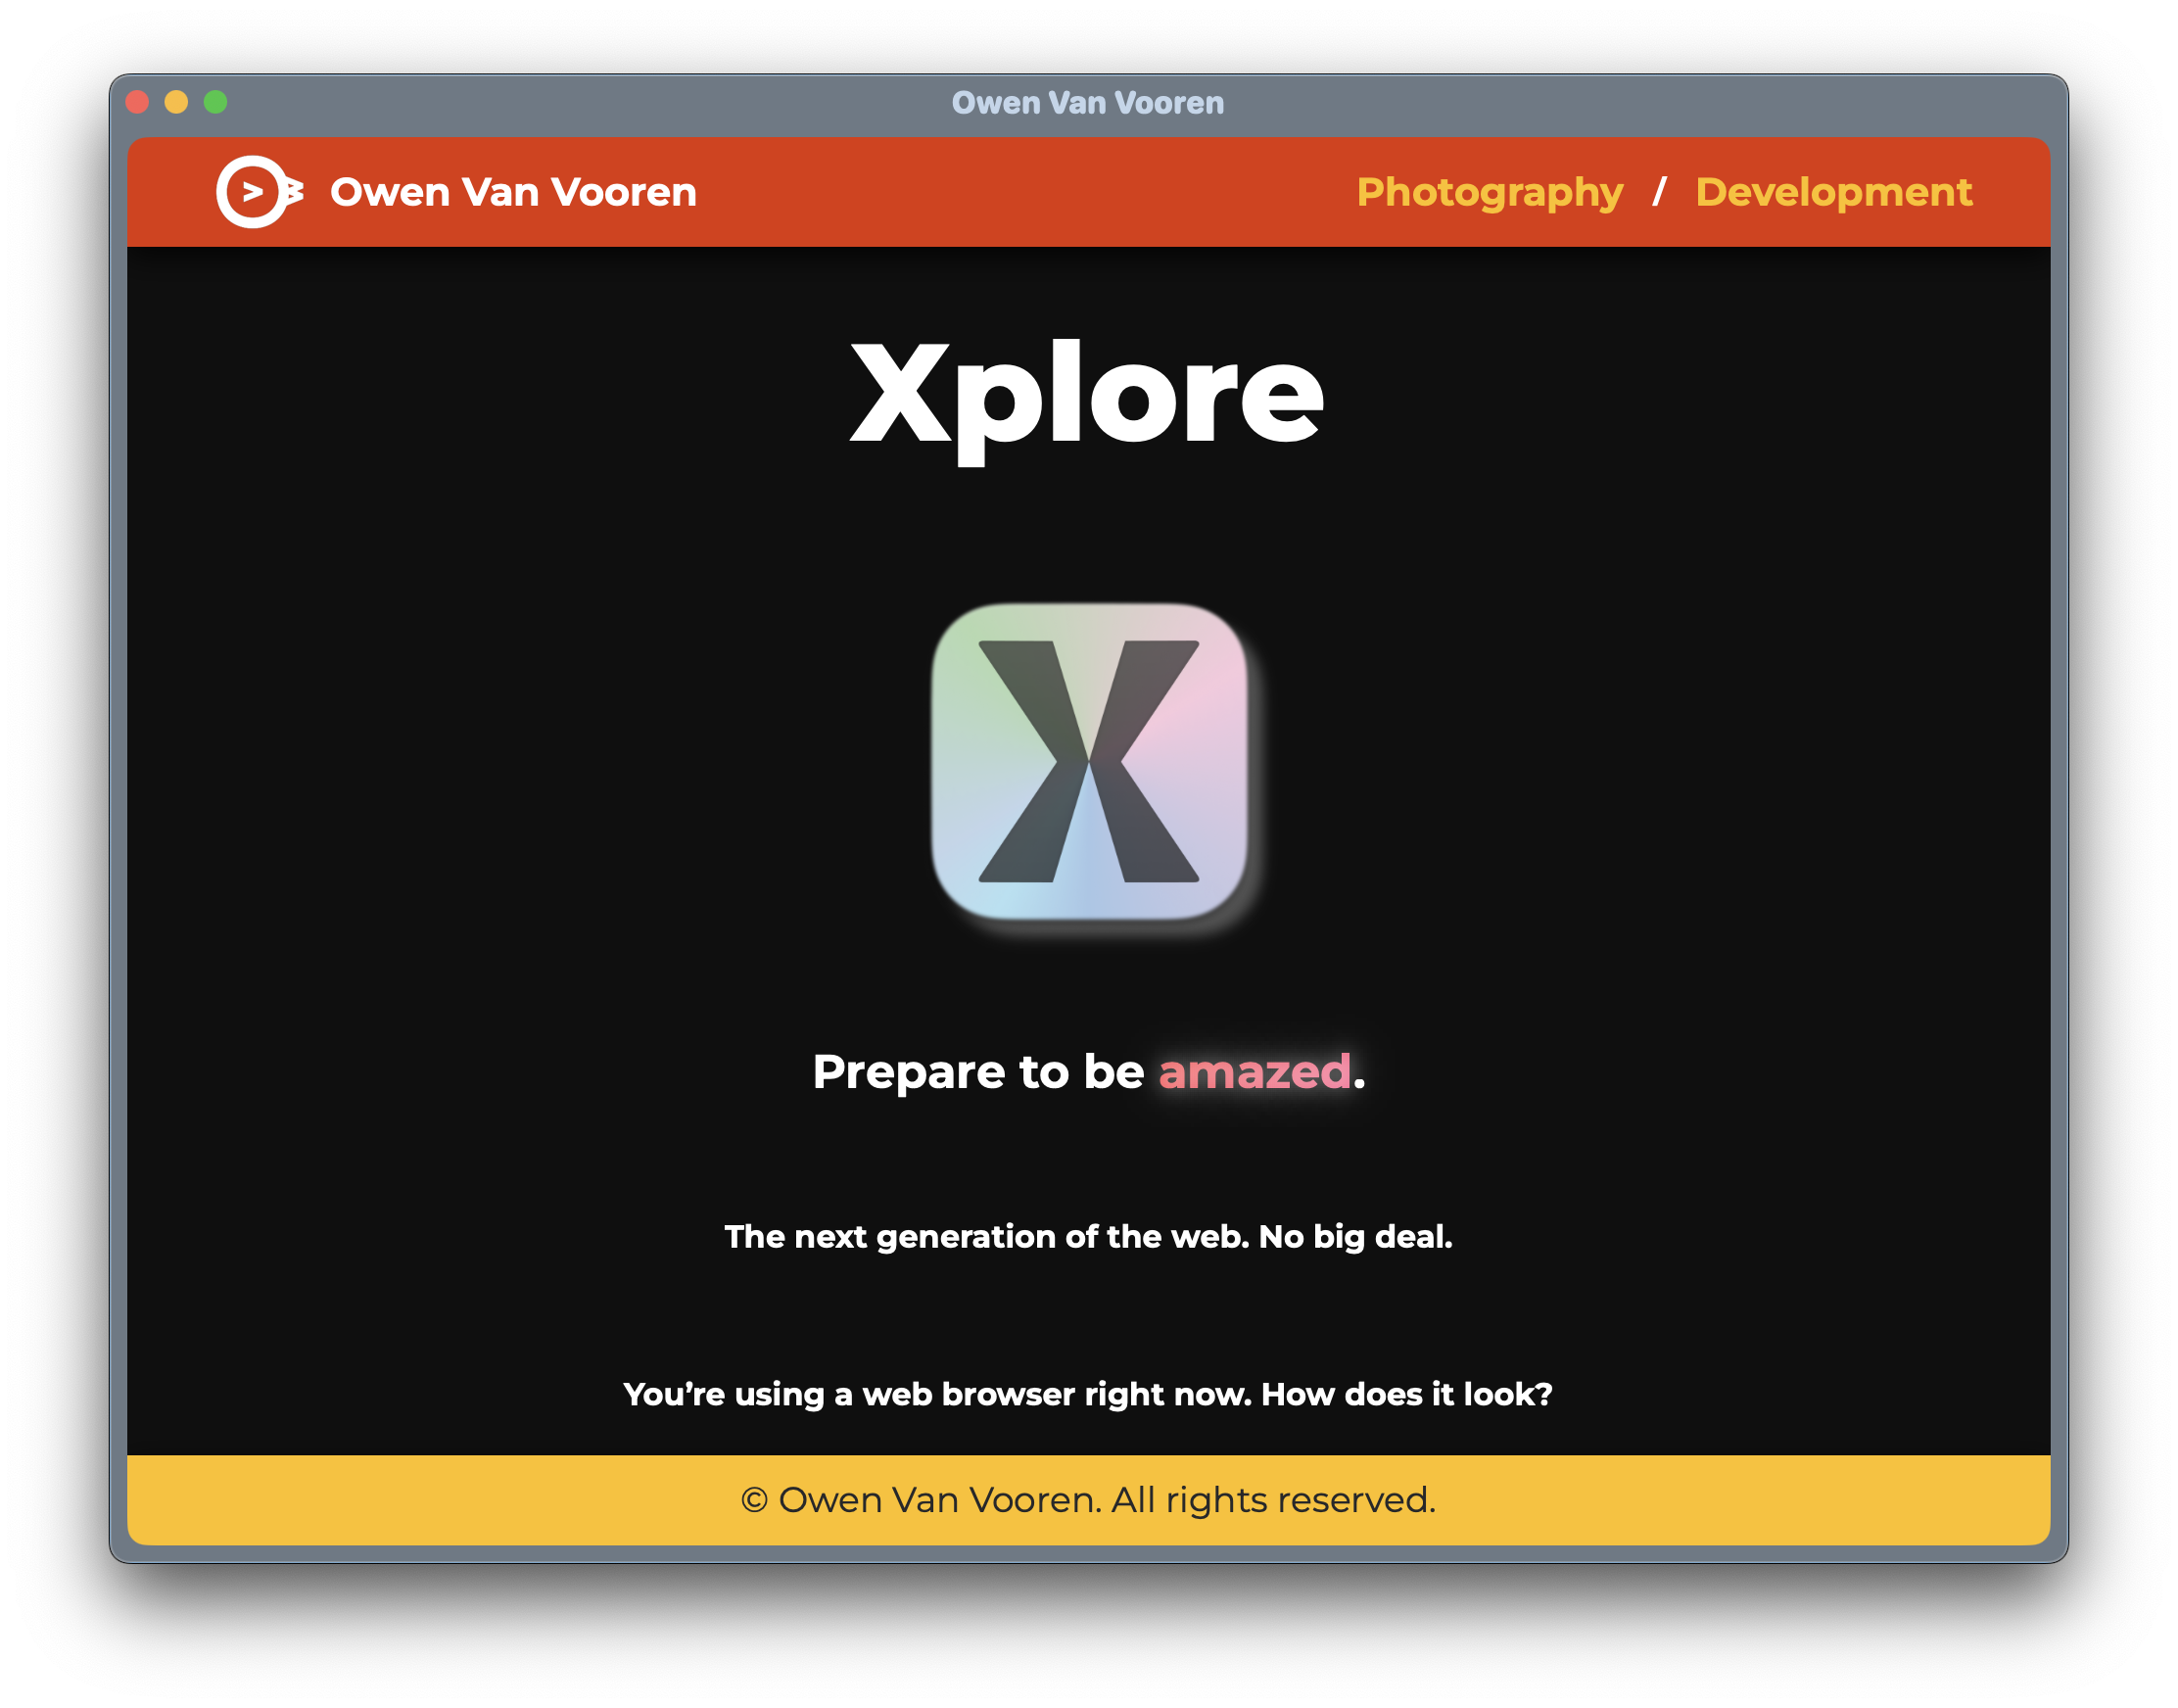 Owen Van Vooren
Owen Van Vooren
Photography / Development
Xplore
X
Prepare to be amazed.
The next generation of the web. No big deal.
You’re using a web browser right now. How does it look?
© Owen Van Vooren. All rights reserved.